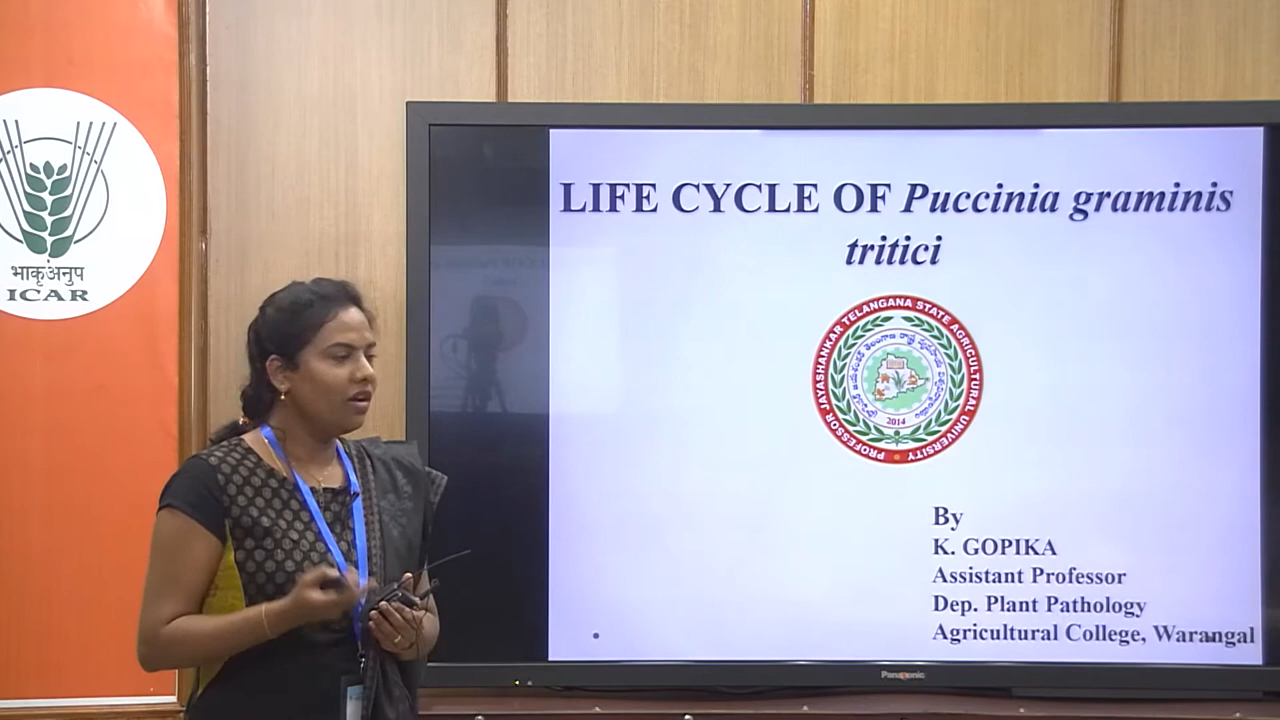 भाकृअनुप
ICAR
LIFE CYCLE OF Puccinia graminis
tritici
PROFESSOR JAYASHANKAR TELANGANA STATE AGRICULTURAL UNIVERSITY
2014
By
K. GOPIKA
Assistant Professor
Dep. Plant Pathology
Agricultural College, Warangal
Panasonic